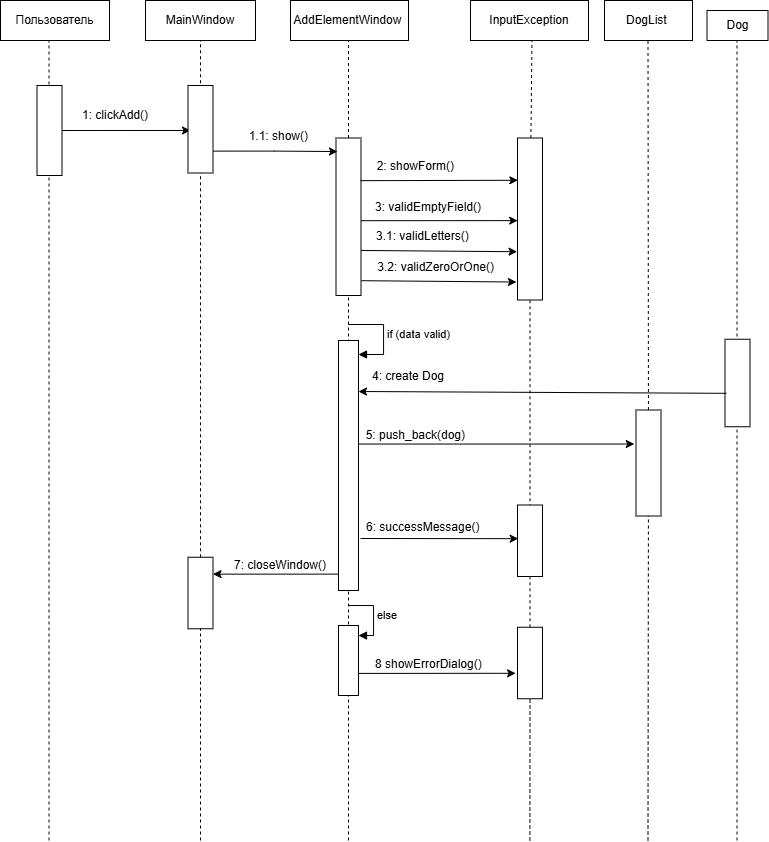 Пользователь
MainWindow
AddElementWindow
InputException
DogList
Dog
1: clickAdd()
1.1: show()
2: showForm()
3: validEmptyField()
3.1: validLetters()
3.2: validZeroOrOne()
if (data valid)
4: create Dog
5: push_back(dog)
6: successMessage()
7: closeWindow()
else
8 showErrorDialog()